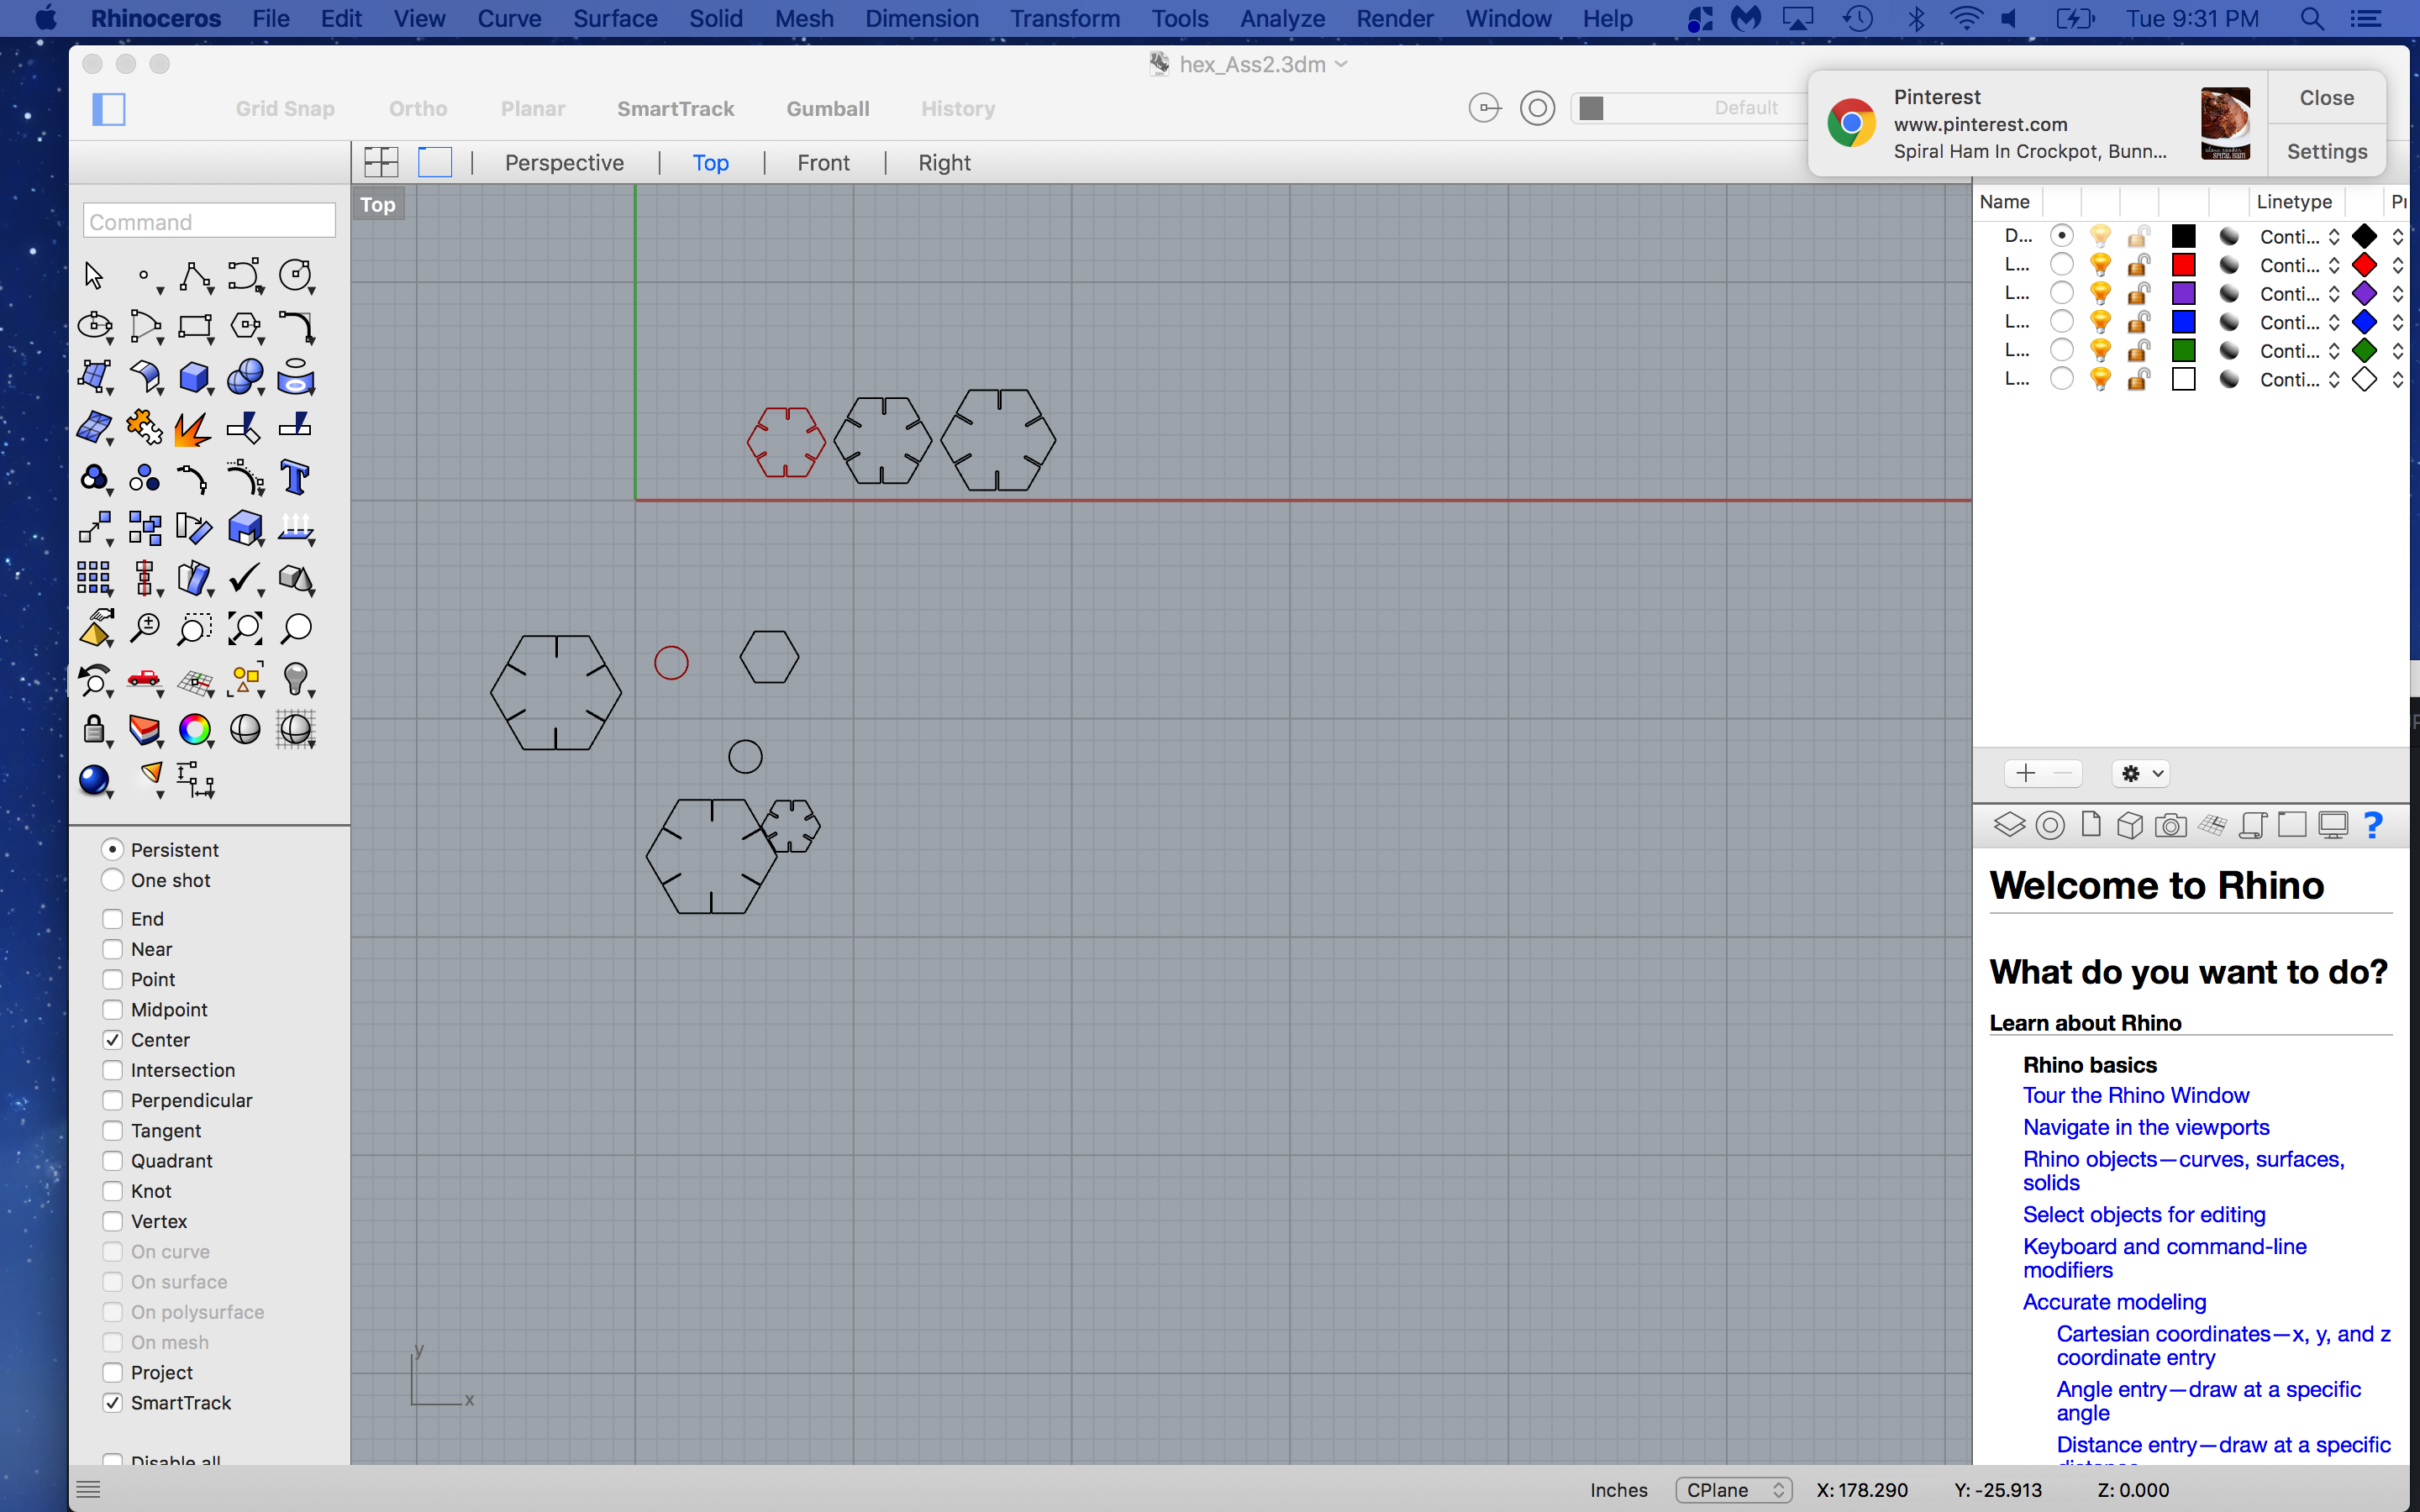 Rhinoceros File Edit View Curve Surface Solid Mesh Dimension Transform Tools Analyze Render Window Help Tue 9:31 PM
hex_Ass2.3dm
Grid Snap Ortho Planar SmartTrack Gumball History Default
Pinterest
www.pinterest.com
Spiral Ham In Crockpot, Bunn...
Close
Settings
Perspective | Top | Front | Right
Top
Command
Name Linetype
D... Conti...
L... Conti...
L... Conti...
L... Conti...
L... Conti...
L... Conti...
Persistent
One shot
End
Near
Point
Midpoint
Center
Intersection
Perpendicular
Tangent
Quadrant
Knot
Vertex
On curve
On surface
On polysurface
On mesh
Project
SmartTrack
Disable all
y
x
Welcome to Rhino
What do you want to do?
Learn about Rhino
Rhino basics
Tour the Rhino Window
Navigate in the viewports
Rhino objects—curves, surfaces,
solids
Select objects for editing
Keyboard and command-line
modifiers
Accurate modeling
Cartesian coordinates—x, y, and z
coordinate entry
Angle entry—draw at a specific
angle
Distance entry—draw at a specific
Inches CPlane X: 178.290 Y: -25.913 Z: 0.000